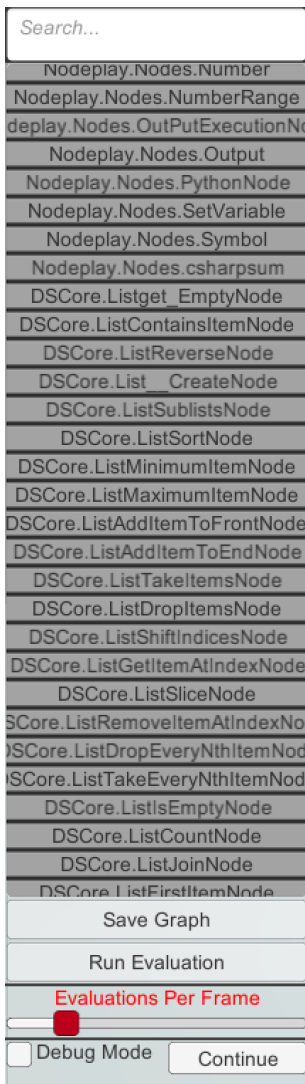 Search...
Nodeplay.Nodes.Number
Nodeplay.Nodes.NumberRange
deplay.Nodes.OutPutExecutionNo
Nodeplay.Nodes.Output
Nodeplay.Nodes.PythonNode
Nodeplay.Nodes.SetVariable
Nodeplay.Nodes.Symbol
Nodeplay.Nodes.csharpsum
DSCore.Listget_EmptyNode
DSCore.ListContainsItemNode
DSCore.ListReverseNode
DSCore.List__CreateNode
DSCore.ListSublistsNode
DSCore.ListSortNode
DSCore.ListMinimumItemNode
DSCore.ListMaximumItemNode
DSCore.ListAddItemToFrontNode
DSCore.ListAddItemToEndNode
DSCore.ListTakeItemsNode
DSCore.ListDropItemsNode
DSCore.ListShiftIndicesNode
DSCore.ListGetItemAtIndexNode
DSCore.ListSliceNode
SCore.ListRemoveItemAtIndexNo
DSCore.ListDropEveryNthItemNod
DSCore.ListTakeEveryNthItemNod
DSCore.ListIsEmptyNode
DSCore.ListCountNode
DSCore.ListJoinNode
DSCore.ListFirstItemNode
Save Graph
Run Evaluation
Evaluations Per Frame
Debug Mode
Continue